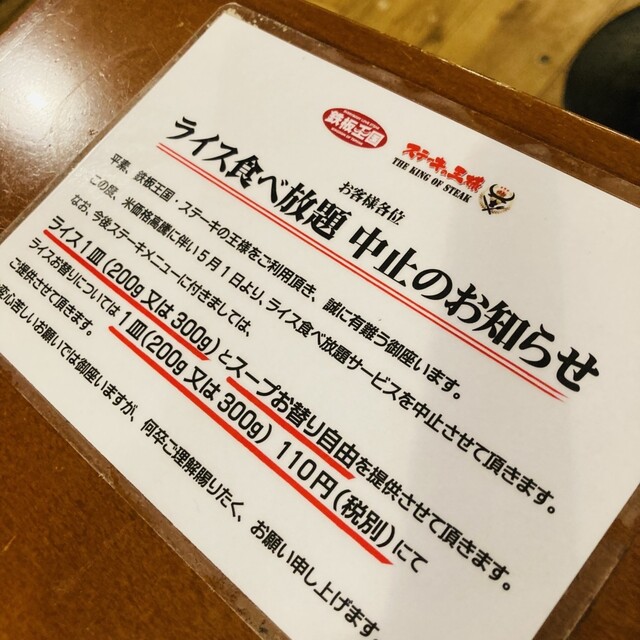 鉄板王国
ステーキの王様
THE KING OF STEAK
お客様各位
ライス食べ放題 中止のお知らせ
平素、鉄板王国・ステーキの王様をご利用頂き、誠に有難う御座います。
この度、米価格高騰に伴い5月1日より、ライス食べ放題サービスを中止させて頂きます。
なお、今後ステーキメニューに付きましては、
ライス1皿(200g又は300g)とスープお替り自由を提供させて頂きます。
ライスお替りについては1皿(200g又は300g)110円(税別)にて
ご提供させて頂きます。
変心苦しいお願いでは御座いますが、何卒ご理解賜りたく、お願い申し上げます。